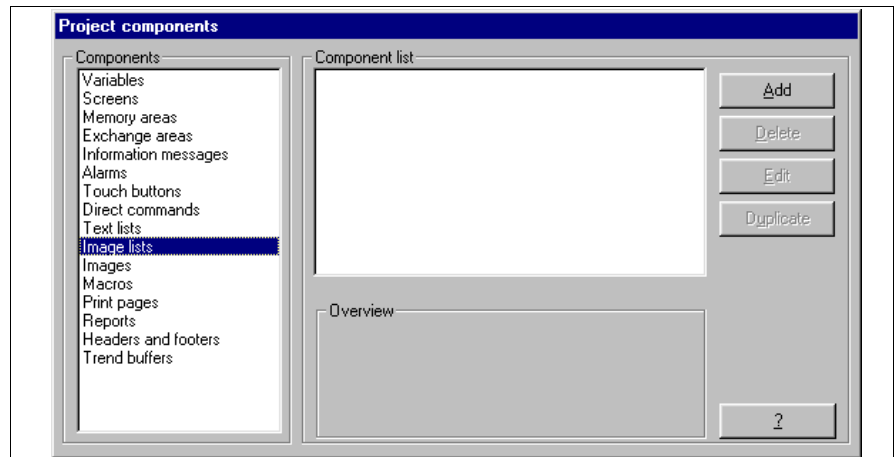 Project components
Components
Variables
Screens
Memory areas
Exchange areas
Information messages
Alarms
Touch buttons
Direct commands
Text lists
Image lists
Images
Macros
Print pages
Reports
Headers and footers
Trend buffers
Component list
Add
Delete
Edit
Duplicate
Overview
?